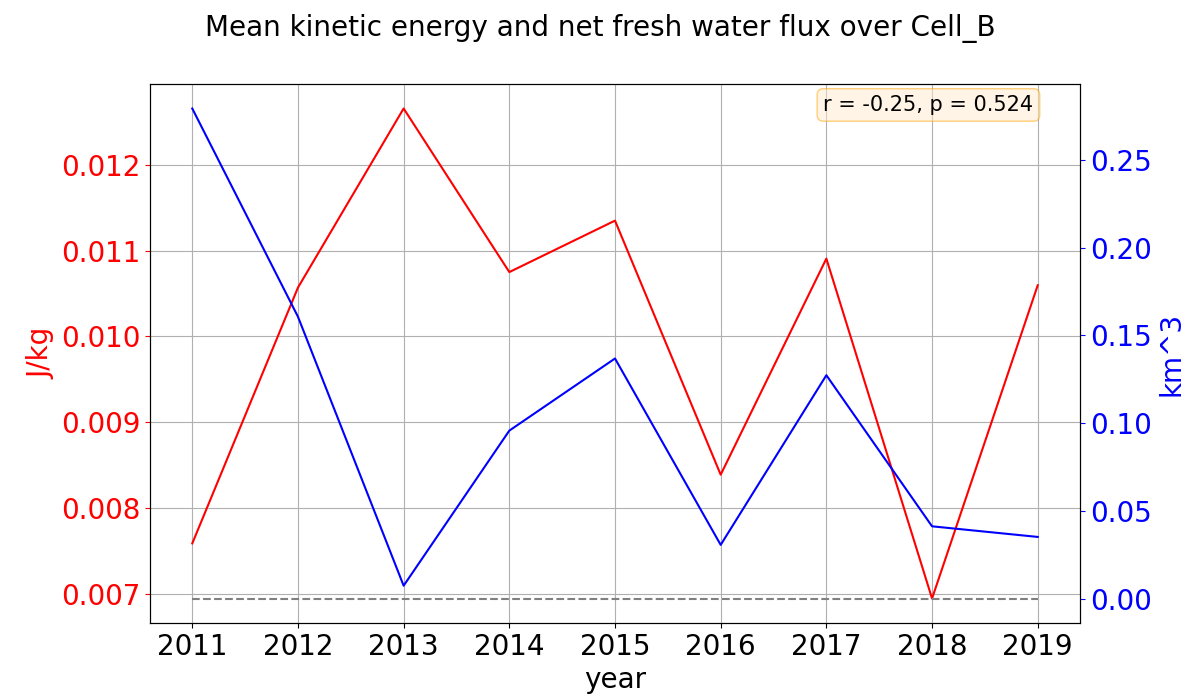 Mean kinetic energy and net fresh water flux over Cell_B
r = -0.25, p = 0.524
0.012
0.011
0.010
0.009
0.008
0.007
J/kg
0.25
0.20
0.15
0.10
0.05
0.00
km^3
2011 2012 2013 2014 2015 2016 2017 2018 2019
year